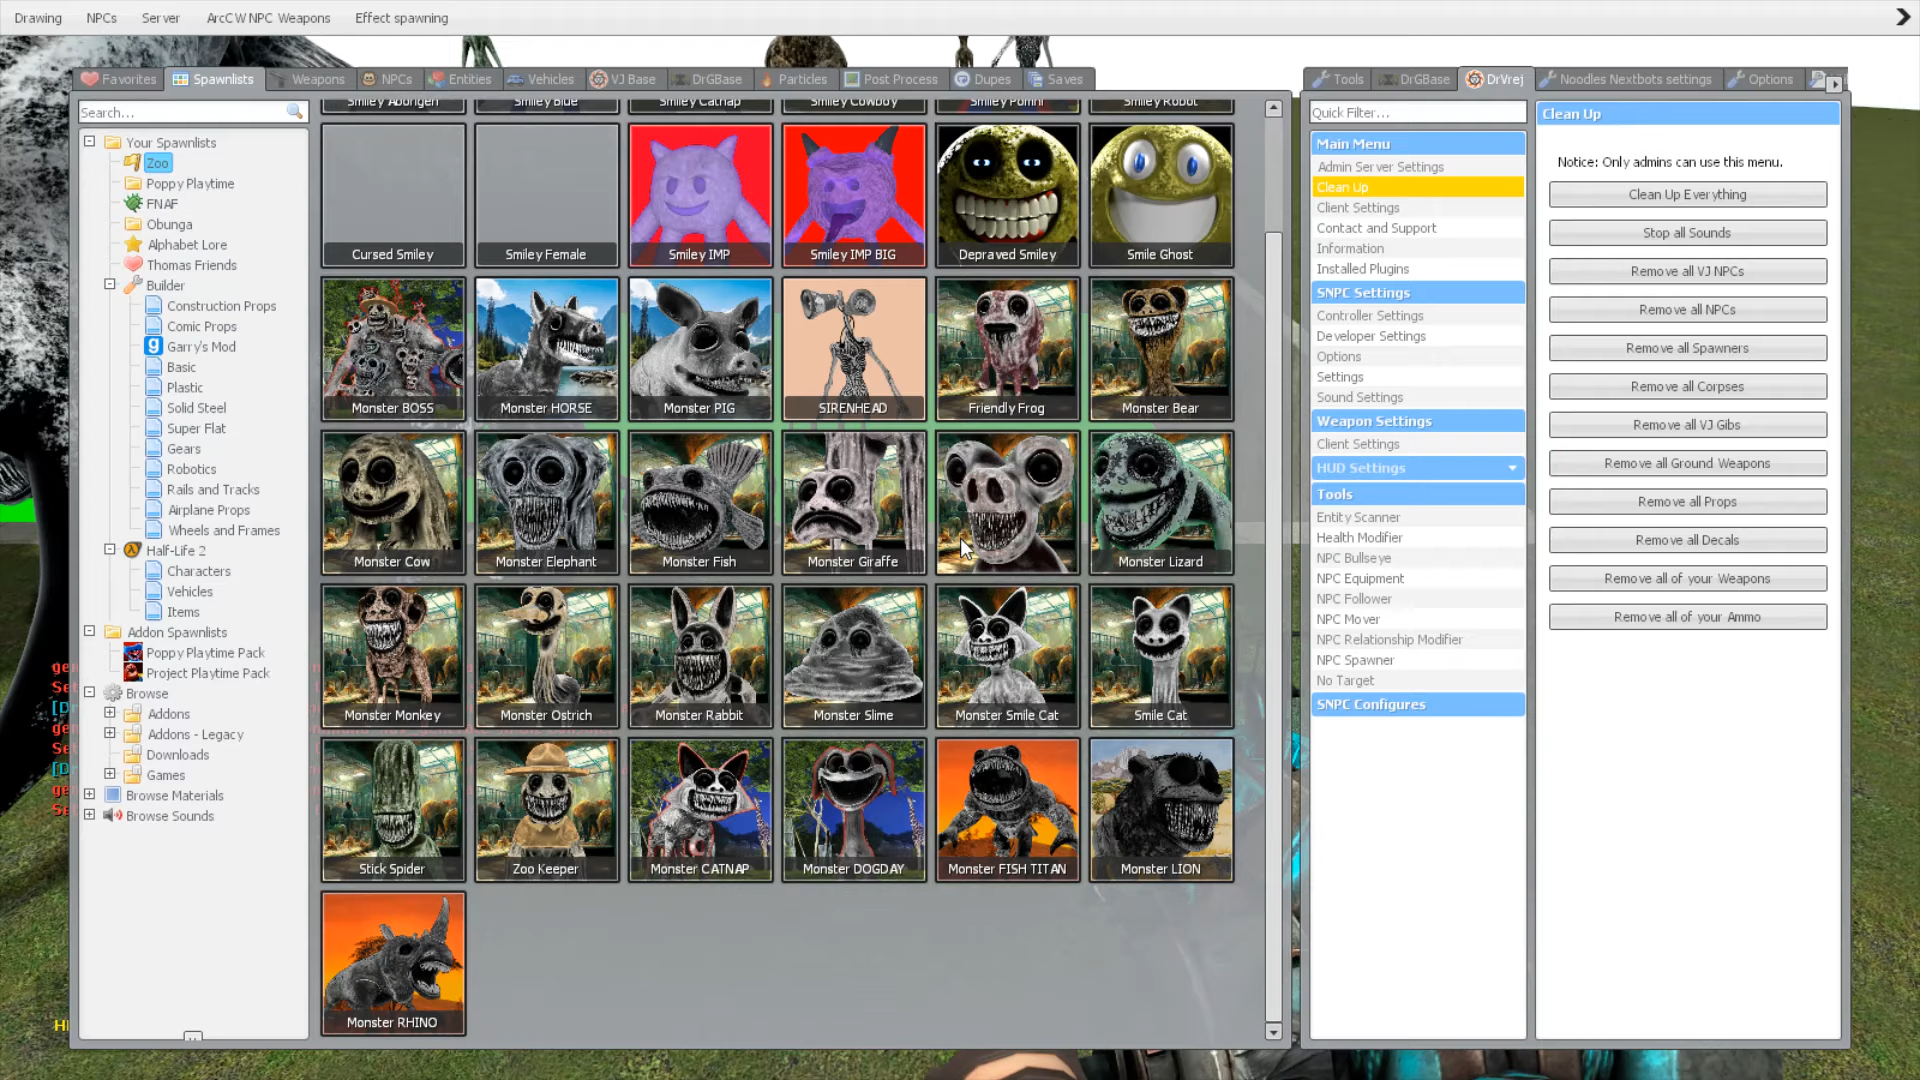 Drawing NPCs Server ArcCW NPC Weapons Effect spawning
Favorites Spawnlists Weapons NPCs Entities Vehicles VJ Base DrGBase Particles Post Process Dupes Saves
Search...
Your Spawnlists
Zoo
Poppy Playtime
FNAF
Obunga
Alphabet Lore
Thomas Friends
Builder
Construction Props
Comic Props
Garry's Mod
Basic
Plastic
Solid Steel
Super Flat
Gears
Robotics
Rails and Tracks
Airplane Props
Wheels and Frames
Half-Life 2
Characters
Vehicles
Items
Addon Spawnlists
Poppy Playtime Pack
Project Playtime Pack
Browse
Addons
Addons - Legacy
Downloads
Games
Browse Materials
Browse Sounds
Smiley Aborigen Smiley Blue Smiley Catnap Smiley CoWboy Smiley Pomni Smiley Robot
Cursed Smiley Smiley Female Smiley IMP Smiley IMP BIG Depraved Smiley Smile Ghost
Monster BOSS Monster HORSE Monster PIG SIRENHEAD Friendly Frog Monster Bear
Monster Cow Monster Elephant Monster Fish Monster Giraffe Monster Lizard
Monster Monkey Monster Ostrich Monster Rabbit Monster Slime Monster Smile Cat Smile Cat
Stick Spider Zoo Keeper Monster CATNAP Monster DOGDAY Monster FISH TITAN Monster LION
Monster RHINO
Tools DrGBase DrVrej Noodles Nextbots settings Options
Quick Filter...
Main Menu
Admin Server Settings
Clean Up
Client Settings
Contact and Support
Information
Installed Plugins
SNPC Settings
Controller Settings
Developer Settings
Options
Settings
Sound Settings
Weapon Settings
Client Settings
HUD Settings
Tools
Entity Scanner
Health Modifier
NPC Bullseye
NPC Equipment
NPC Follower
NPC Mover
NPC Relationship Modifier
NPC Spawner
No Target
SNPC Configures
Clean Up
Notice: Only admins can use this menu.
Clean Up Everything
Stop all Sounds
Remove all VJ NPCs
Remove all NPCs
Remove all Spawners
Remove all Corpses
Remove all VJ Gibs
Remove all Ground Weapons
Remove all Props
Remove all Decals
Remove all of your Weapons
Remove all of your Ammo